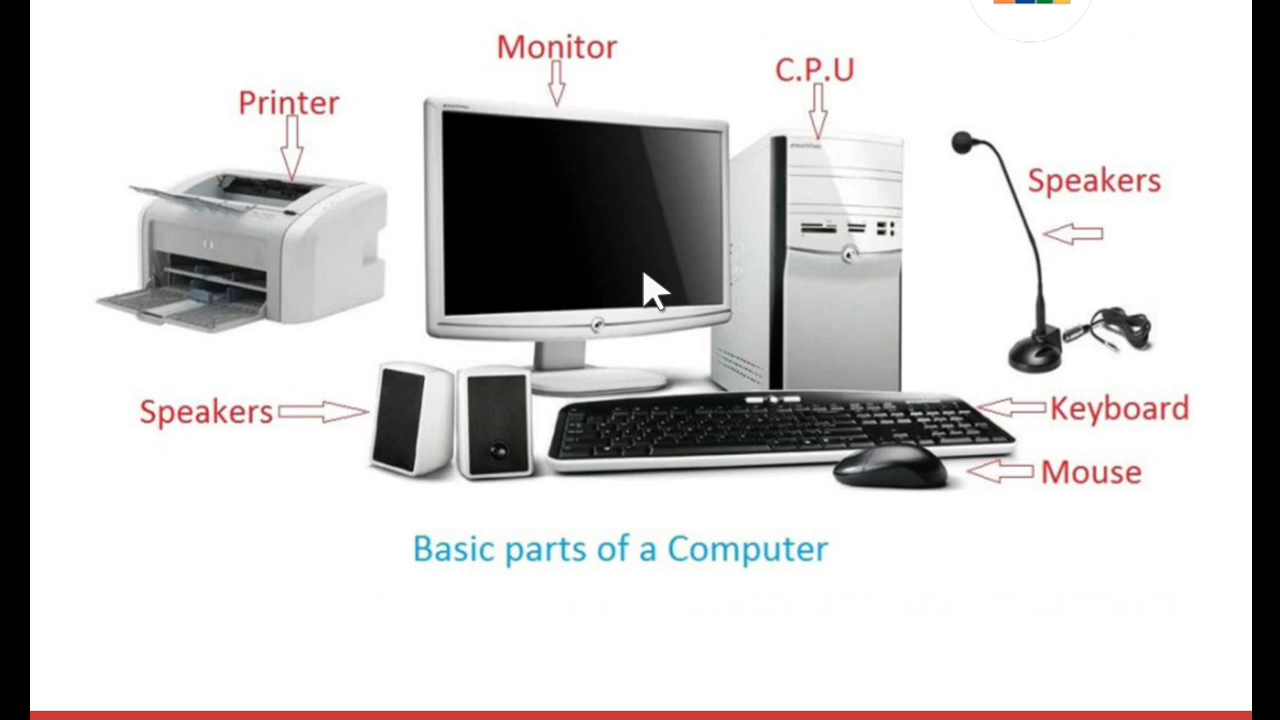 Monitor
C.P.U
Printer
Speakers
Speakers
Keyboard
Mouse
Basic parts of a Computer